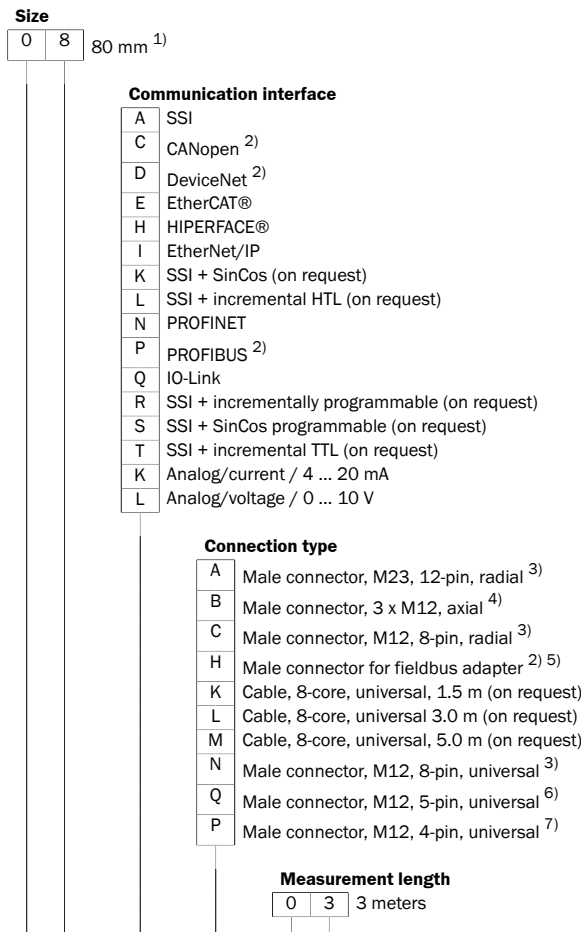 Size
0 8 80 mm 1)
Communication interface
A SSI
C CANopen 2)
D DeviceNet 2)
E EtherCAT®
H HIPERFACE®
I EtherNet/IP
K SSI + SinCos (on request)
L SSI + incremental HTL (on request)
N PROFINET
P PROFIBUS 2)
Q IO-Link
R SSI + incrementally programmable (on request)
S SSI + SinCos programmable (on request)
T SSI + incremental TTL (on request)
K Analog/current / 4 ... 20 mA
L Analog/voltage / 0 ... 10 V
Connection type
A Male connector, M23, 12-pin, radial 3)
B Male connector, 3 x M12, axial 4)
C Male connector, M12, 8-pin, radial 3)
H Male connector for fieldbus adapter 2) 5)
K Cable, 8-core, universal, 1.5 m (on request)
L Cable, 8-core, universal 3.0 m (on request)
M Cable, 8-core, universal, 5.0 m (on request)
N Male connector, M12, 8-pin, universal 3)
Q Male connector, M12, 5-pin, universal 6)
P Male connector, M12, 4-pin, universal 7)
Measurement length
0 3 3 meters